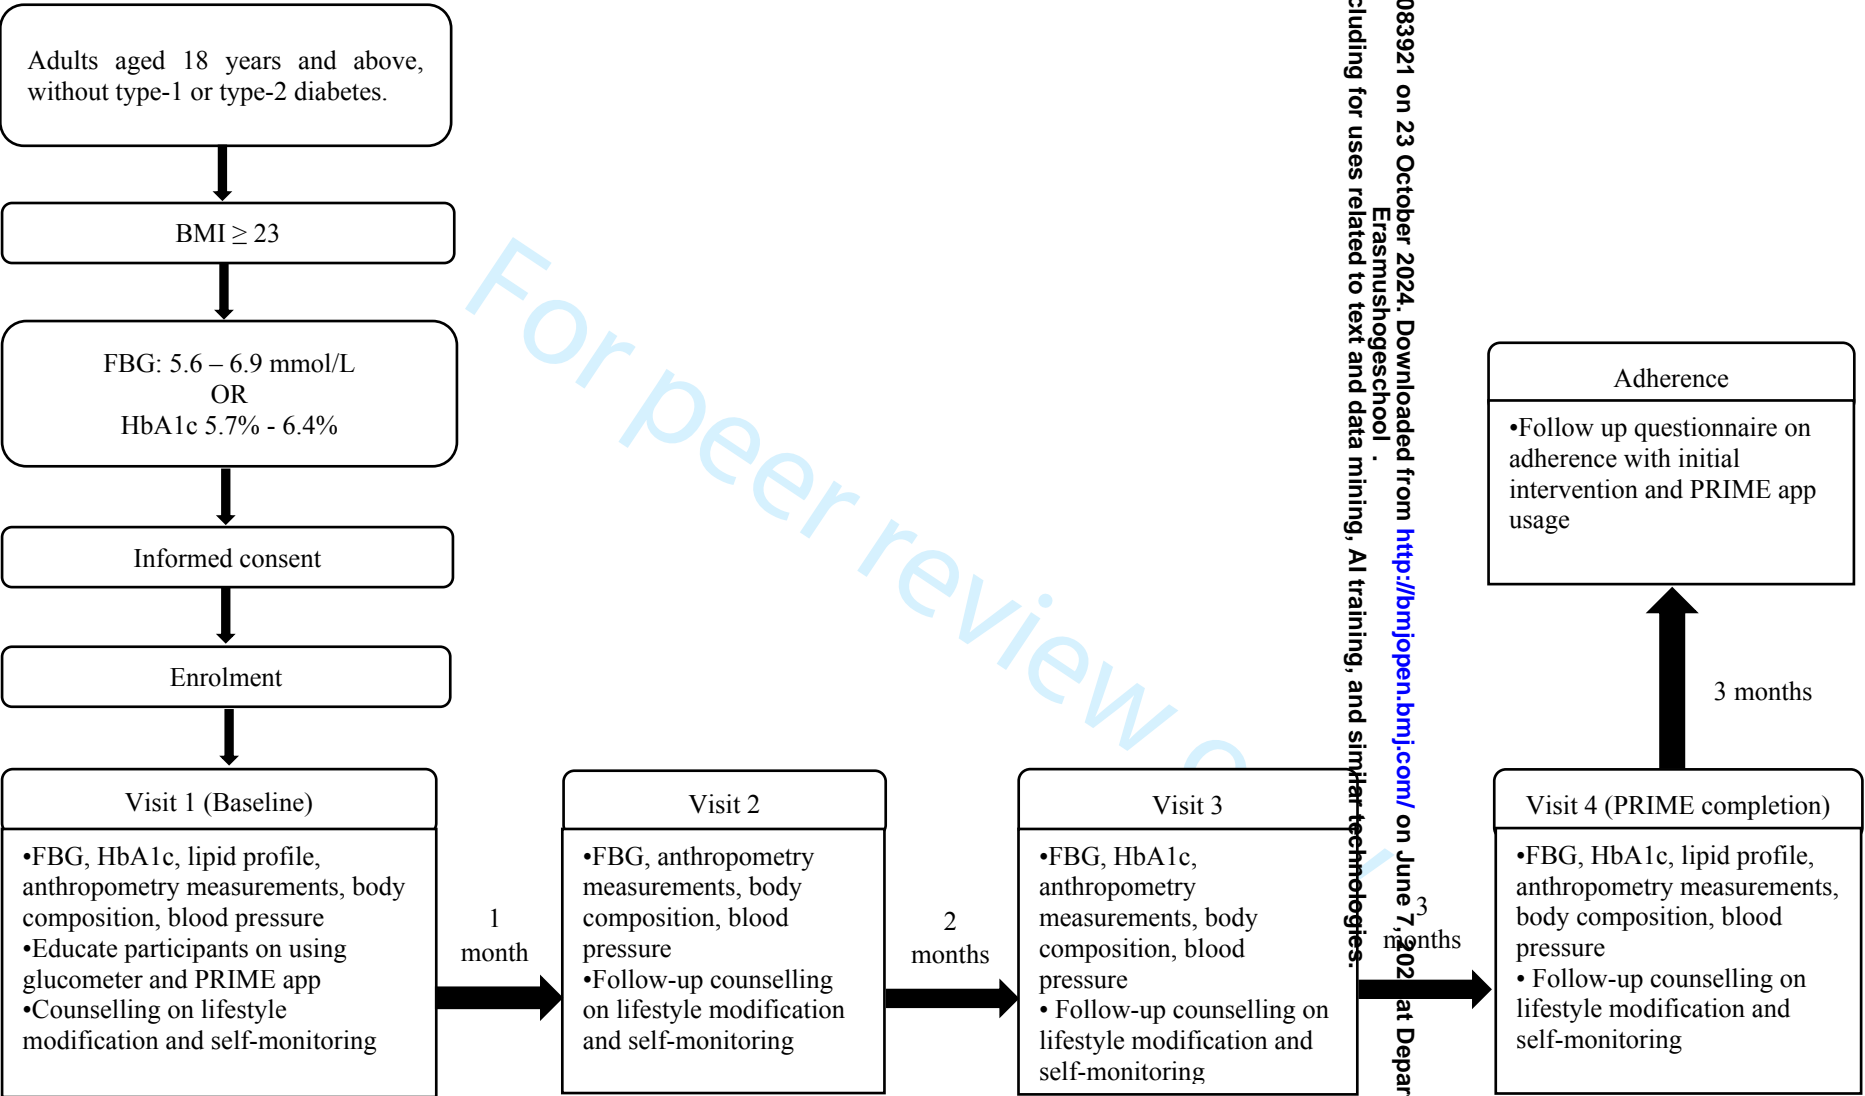 Adults aged 18 years and above,
without type-1 or type-2 diabetes.
BMI ≥ 23
FBG: 5.6 – 6.9 mmol/L
OR
HbA1c 5.7% - 6.4%
Informed consent
Enrolment
Visit 1 (Baseline)
•FBG, HbA1c, lipid profile,
anthropometry measurements, body
composition, blood pressure
•Educate participants on using
glucometer and PRIME app
•Counselling on lifestyle
modification and self-monitoring
1
month
Visit 2
•FBG, anthropometry
measurements, body
composition, blood
pressure
•Follow-up counselling
on lifestyle modification
and self-monitoring
2
months
Visit 3
•FBG, HbA1c,
anthropometry
measurements, body
composition, blood
pressure
• Follow-up counselling on
lifestyle modification and
self-monitoring
3
months
Visit 4 (PRIME completion)
•FBG, HbA1c, lipid profile,
anthropometry measurements,
body composition, blood
pressure
• Follow-up counselling on
lifestyle modification and
self-monitoring
3 months
Adherence
•Follow up questionnaire on
adherence with initial
intervention and PRIME app
usage
For peer review
083921 on 23 October 2024. Downloaded from http://bmjopen.bmj.com/ on June 7, at Depar
Erasmushogeschool .
cluding for uses related to text and data mining, AI training, and similar technologies.